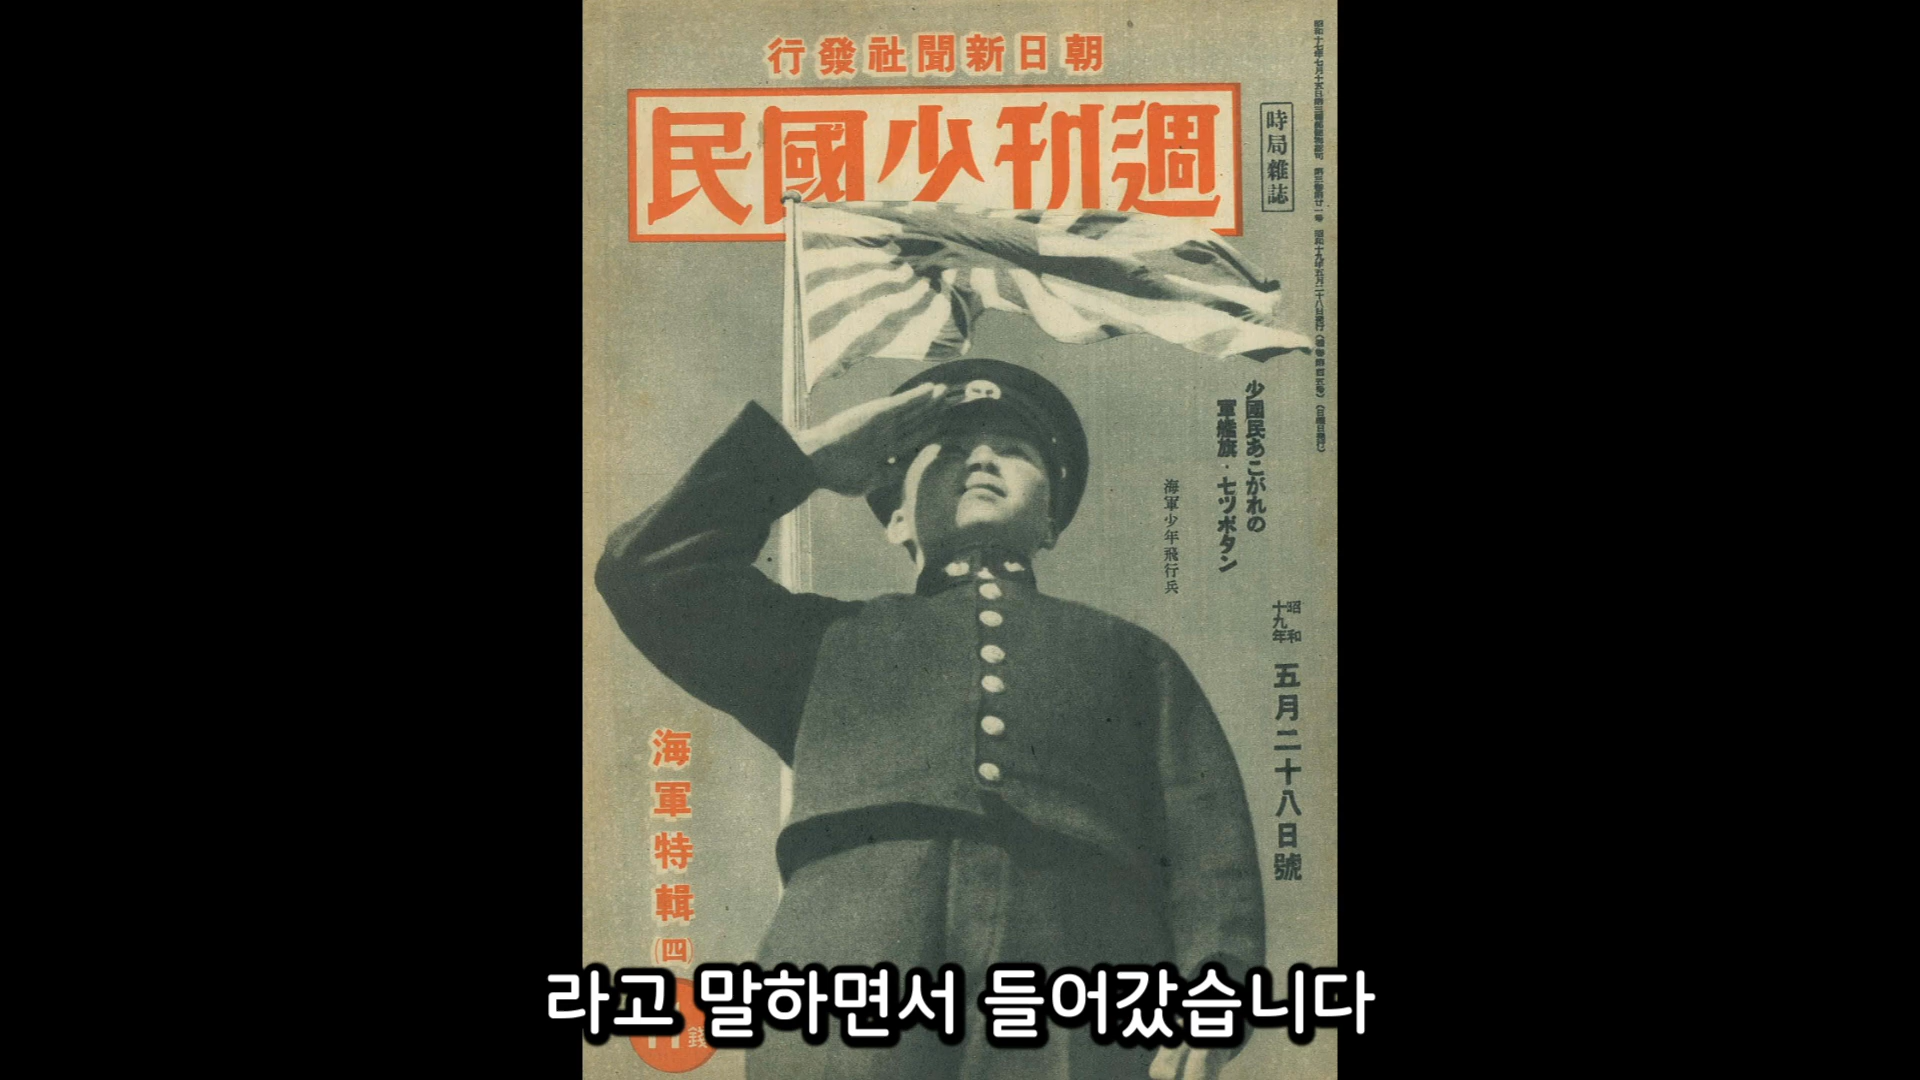 行發社聞新日朝
民國少刊週
時局雜誌
少國民あこがれの
軍艦旗・七ツボタン
海軍少年飛行兵
昭和
十九年
五月二十八日號
海軍特輯
(四)
錢
라고 말하면서 들어갔습니다